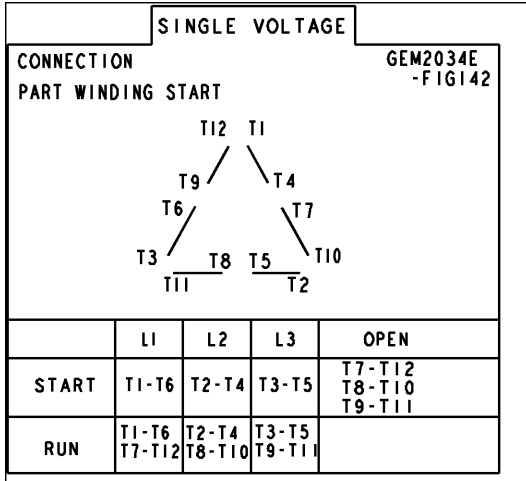 SINGLE VOLTAGE
CONNECTION
GEM2034E
-FIG142
PART WINDING START
T12 T1
T9 T4
T6 T7
T3 T8 T5 T10
T11 T2
L1 L2 L3 OPEN
START T1-T6 T2-T4 T3-T5 T7-T12
T8-T10
T9-T11
RUN T1-T6 T2-T4 T3-T5
T7-T12 T8-T10 T9-T11